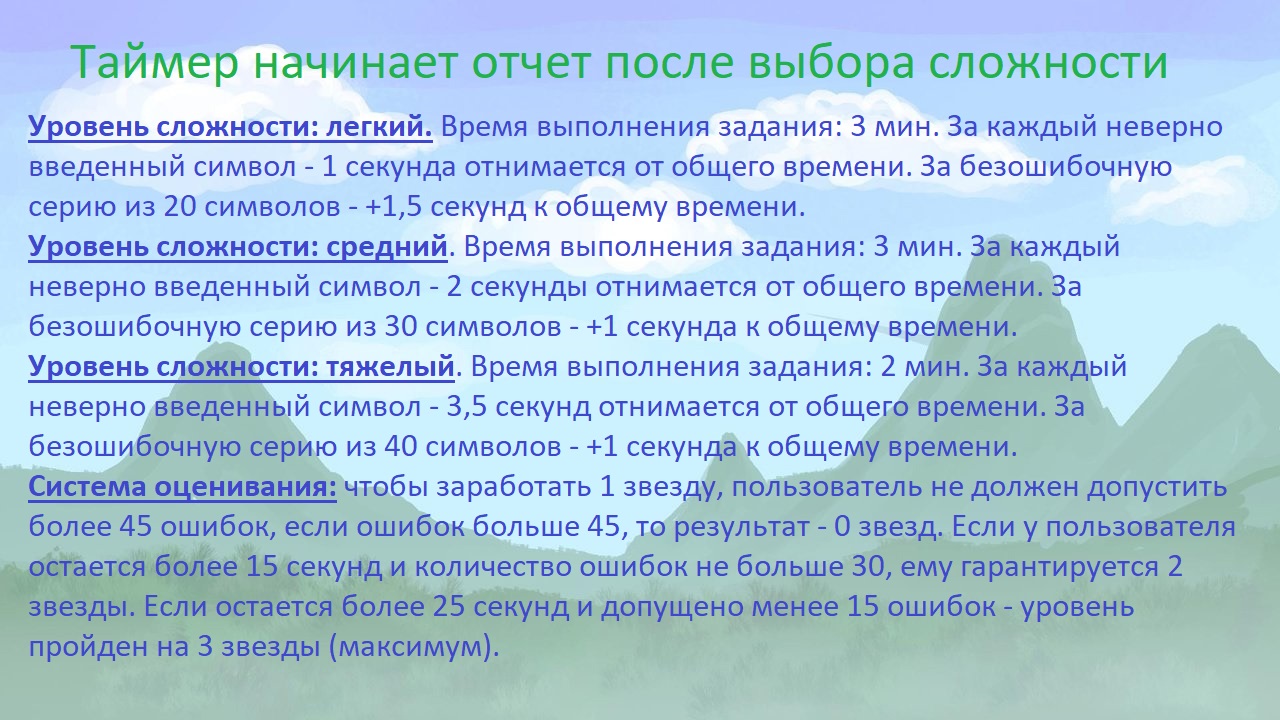 Таймер начинает отчет после выбора сложности
Уровень сложности: легкий. Время выполнения задания: 3 мин. За каждый неверно
введенный символ - 1 секунда отнимается от общего времени. За безошибочную
серию из 20 символов - +1,5 секунд к общему времени.
Уровень сложности: средний. Время выполнения задания: 3 мин. За каждый
неверно введенный символ - 2 секунды отнимается от общего времени. За
безошибочную серию из 30 символов - +1 секунда к общему времени.
Уровень сложности: тяжелый. Время выполнения задания: 2 мин. За каждый
неверно введенный символ - 3,5 секунд отнимается от общего времени. За
безошибочную серию из 40 символов - +1 секунда к общему времени.
Система оценивания: чтобы заработать 1 звезду, пользователь не должен допустить
более 45 ошибок, если ошибок больше 45, то результат - 0 звезд. Если у пользователя
остается более 15 секунд и количество ошибок не больше 30, ему гарантируется 2
звезды. Если остается более 25 секунд и допущено менее 15 ошибок - уровень
пройден на 3 звезды (максимум).